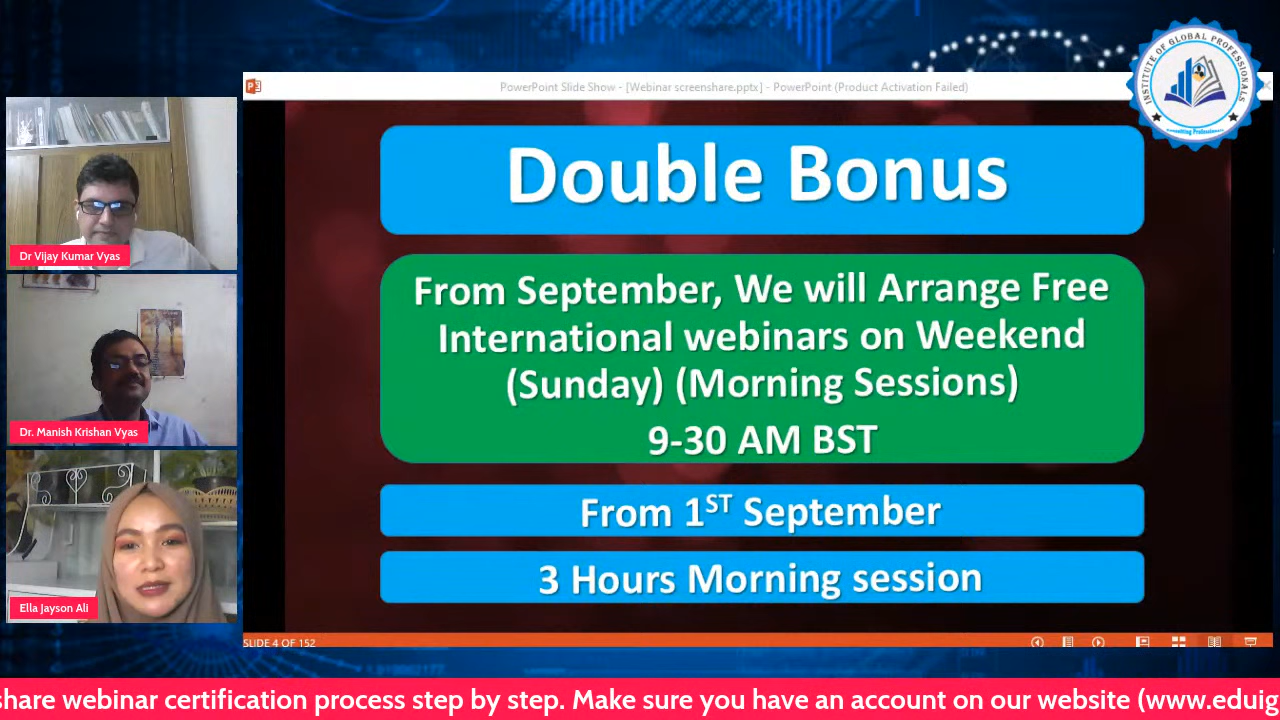 INSTITUTE OF GLOBAL PROFESSIONALS
PowerPoint Slide Show - [Webinar screenshare.pptx] - PowerPoint (Product Activation Failed)
Double Bonus
From September, We will Arrange Free
International webinars on Weekend
(Sunday) (Morning Sessions)
9-30 AM BST
From 1ST September
3 Hours Morning session
SLIDE 4 OF 152
Dr Vijay Kumar Vyas
Dr. Manish Krishan Vyas
Ella Jayson Ali
share webinar certification process step by step. Make sure you have an account on our website (www.eduig